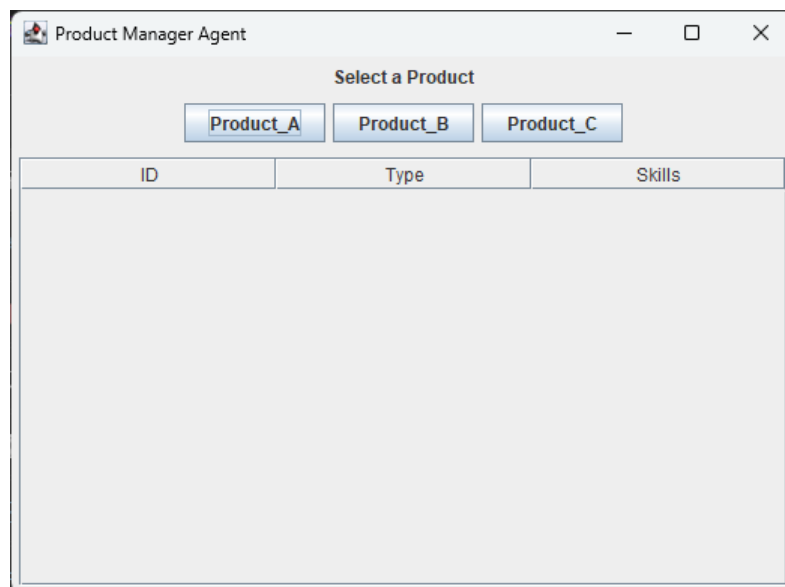 Product Manager Agent
Select a Product
Product_A Product_B Product_C
ID Type Skills